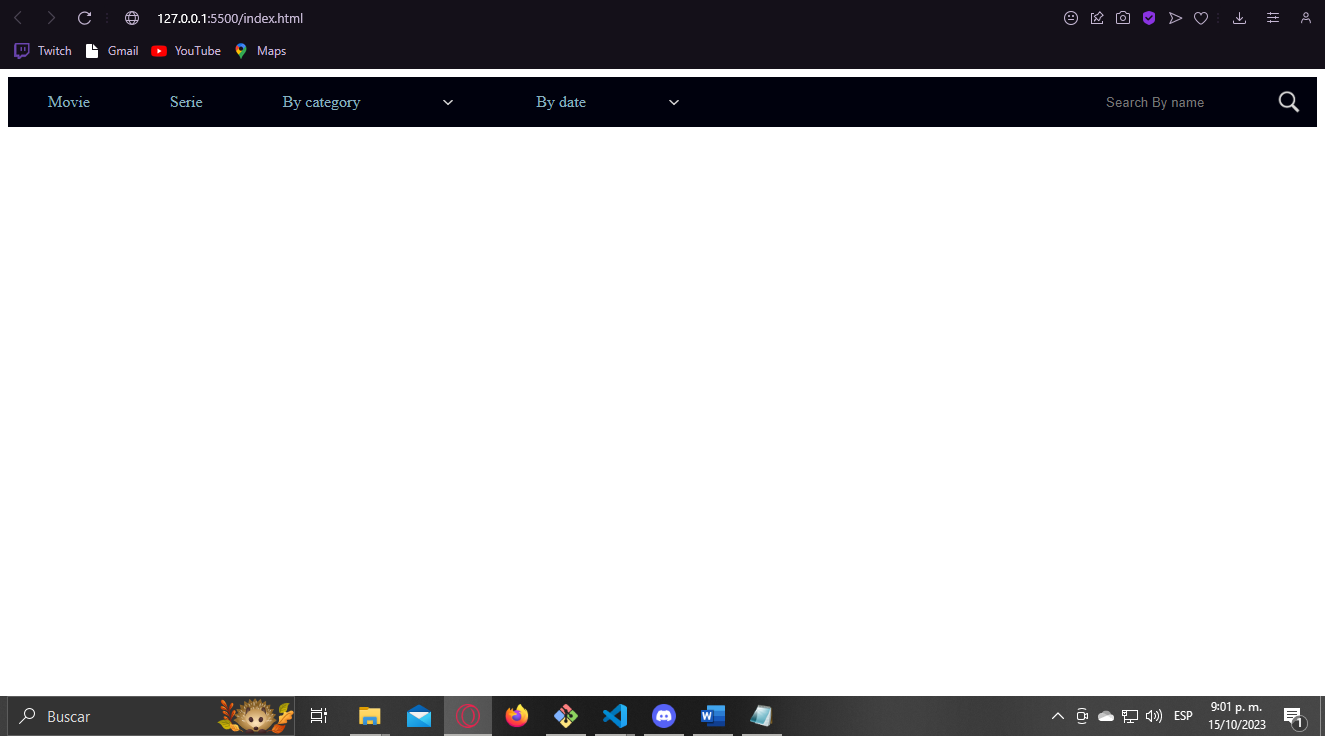 127.0.0.1:5500/index.html
Twitch Gmail YouTube Maps
Movie Serie By category By date Search By name
Buscar ESP 9:01 p. m.
15/10/2023 1